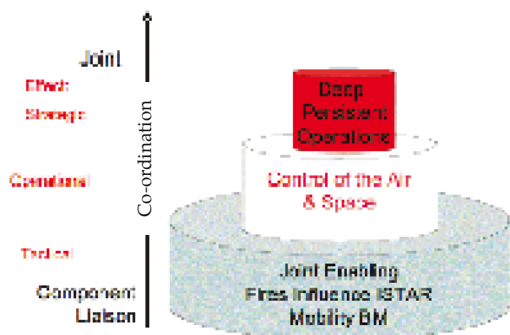 Joint
Effect
Strategic
Operational
Tactical
Component
Liaison
Co-ordination
Deep
Persistent
Operations
Control of the Air
& Space
Joint Enabling
Fires Influence ISTAR
Mobility BM